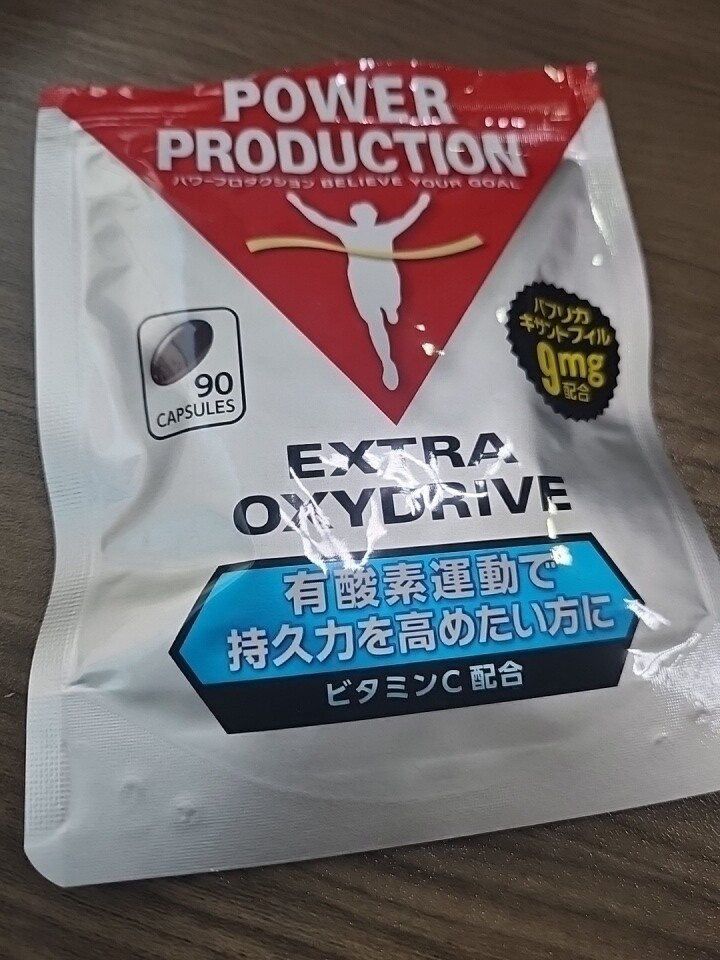 POWER
PRODUCTION
パワープロダクション BELIEVE YOUR GOAL
パプリカ
キサントフィル
9mg
配合
90
CAPSULES
EXTRA
OXYDRIVE
有酸素運動で
持久力を高めたい方に
ビタミンC 配合